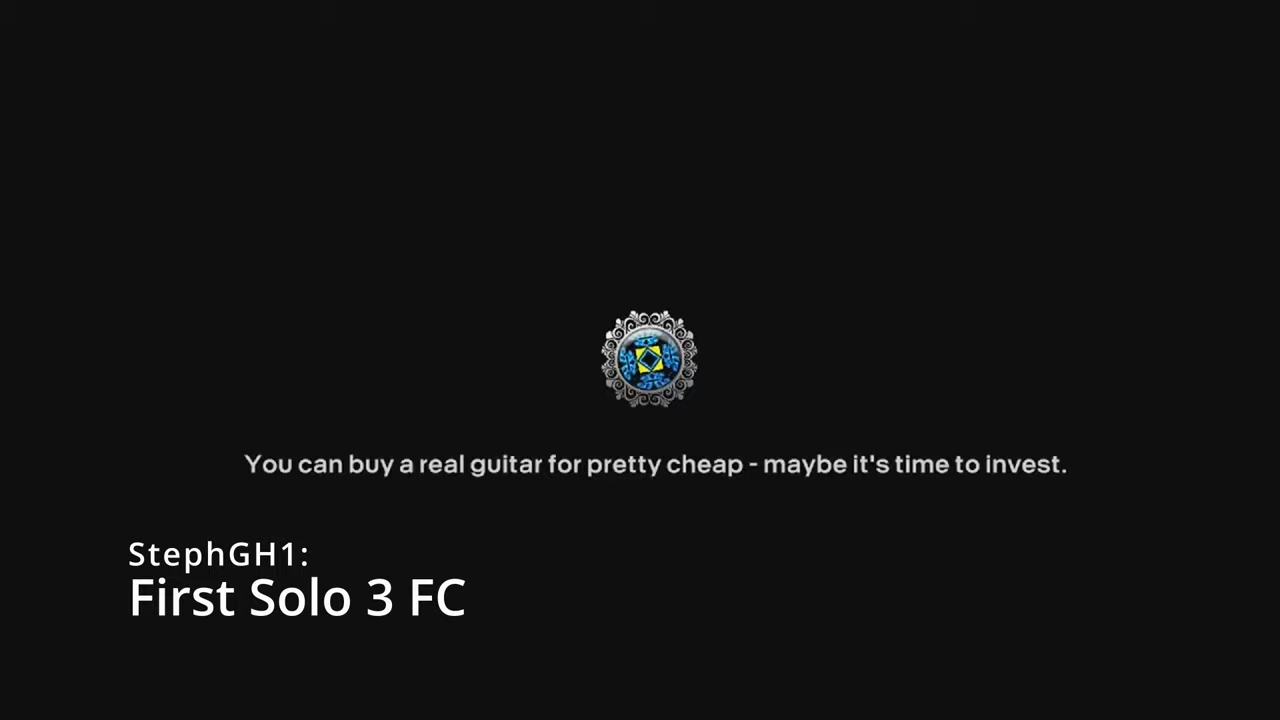 You can buy a real guitar for pretty cheap - maybe it's time to invest.
StephGH1:
First Solo 3 FC